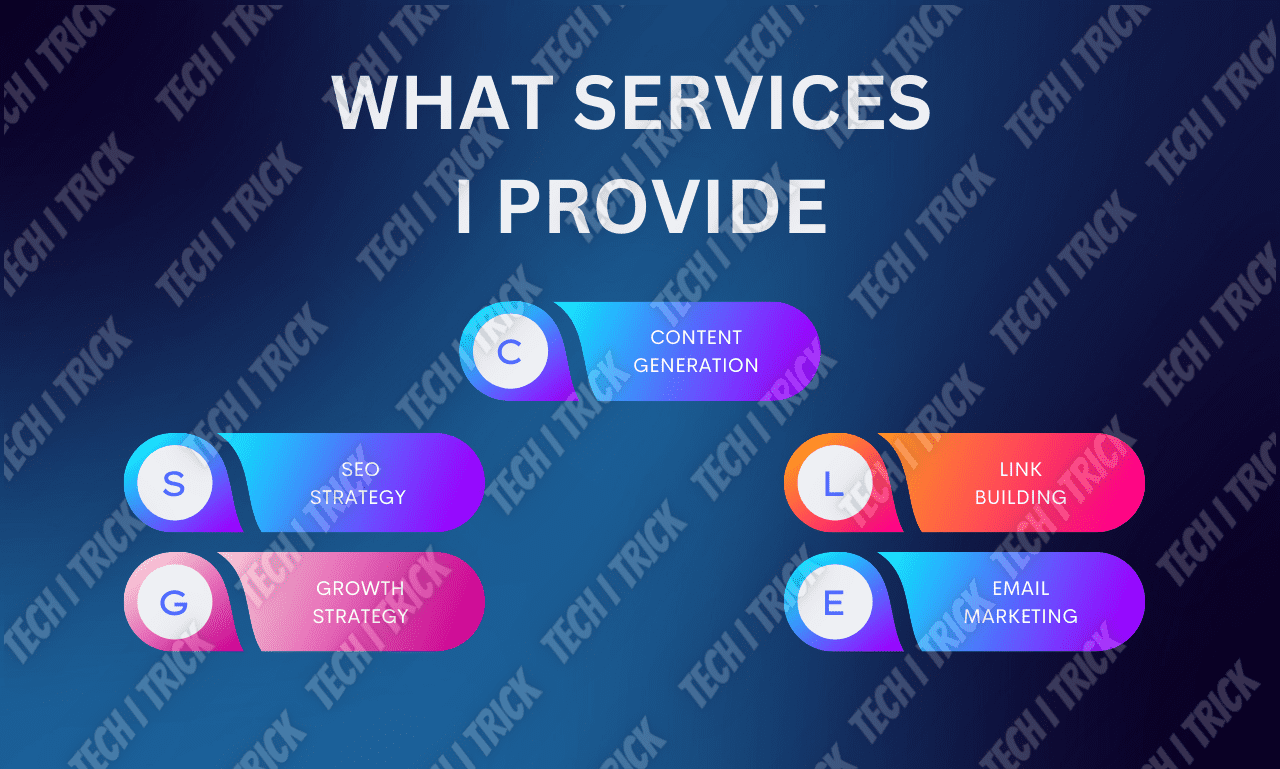 WHAT SERVICES
I PROVIDE
C
CONTENT
GENERATION
S
SEO
STRATEGY
L
LINK
BUILDING
G
GROWTH
STRATEGY
E
EMAIL
MARKETING
TECH I TRICK